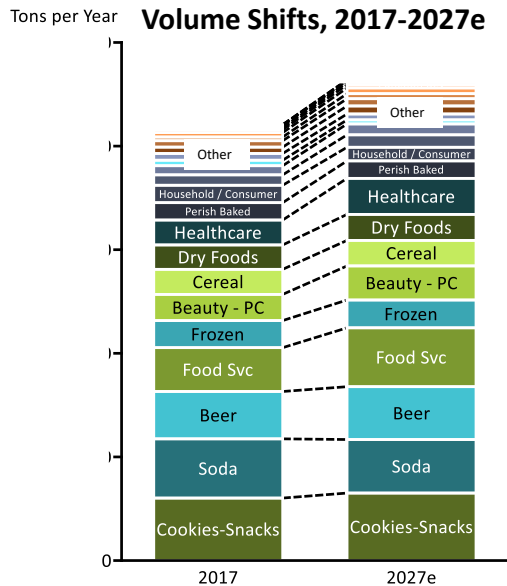 Tons per Year
Volume Shifts, 2017-2027e
Other
Household / Consumer
Perish Baked
Healthcare
Dry Foods
Cereal
Beauty - PC
Frozen
Food Svc
Beer
Soda
Cookies-Snacks
Other
Household / Consumer
Perish Baked
Healthcare
Dry Foods
Cereal
Beauty - PC
Frozen
Food Svc
Beer
Soda
Cookies-Snacks
0
2017
2027e